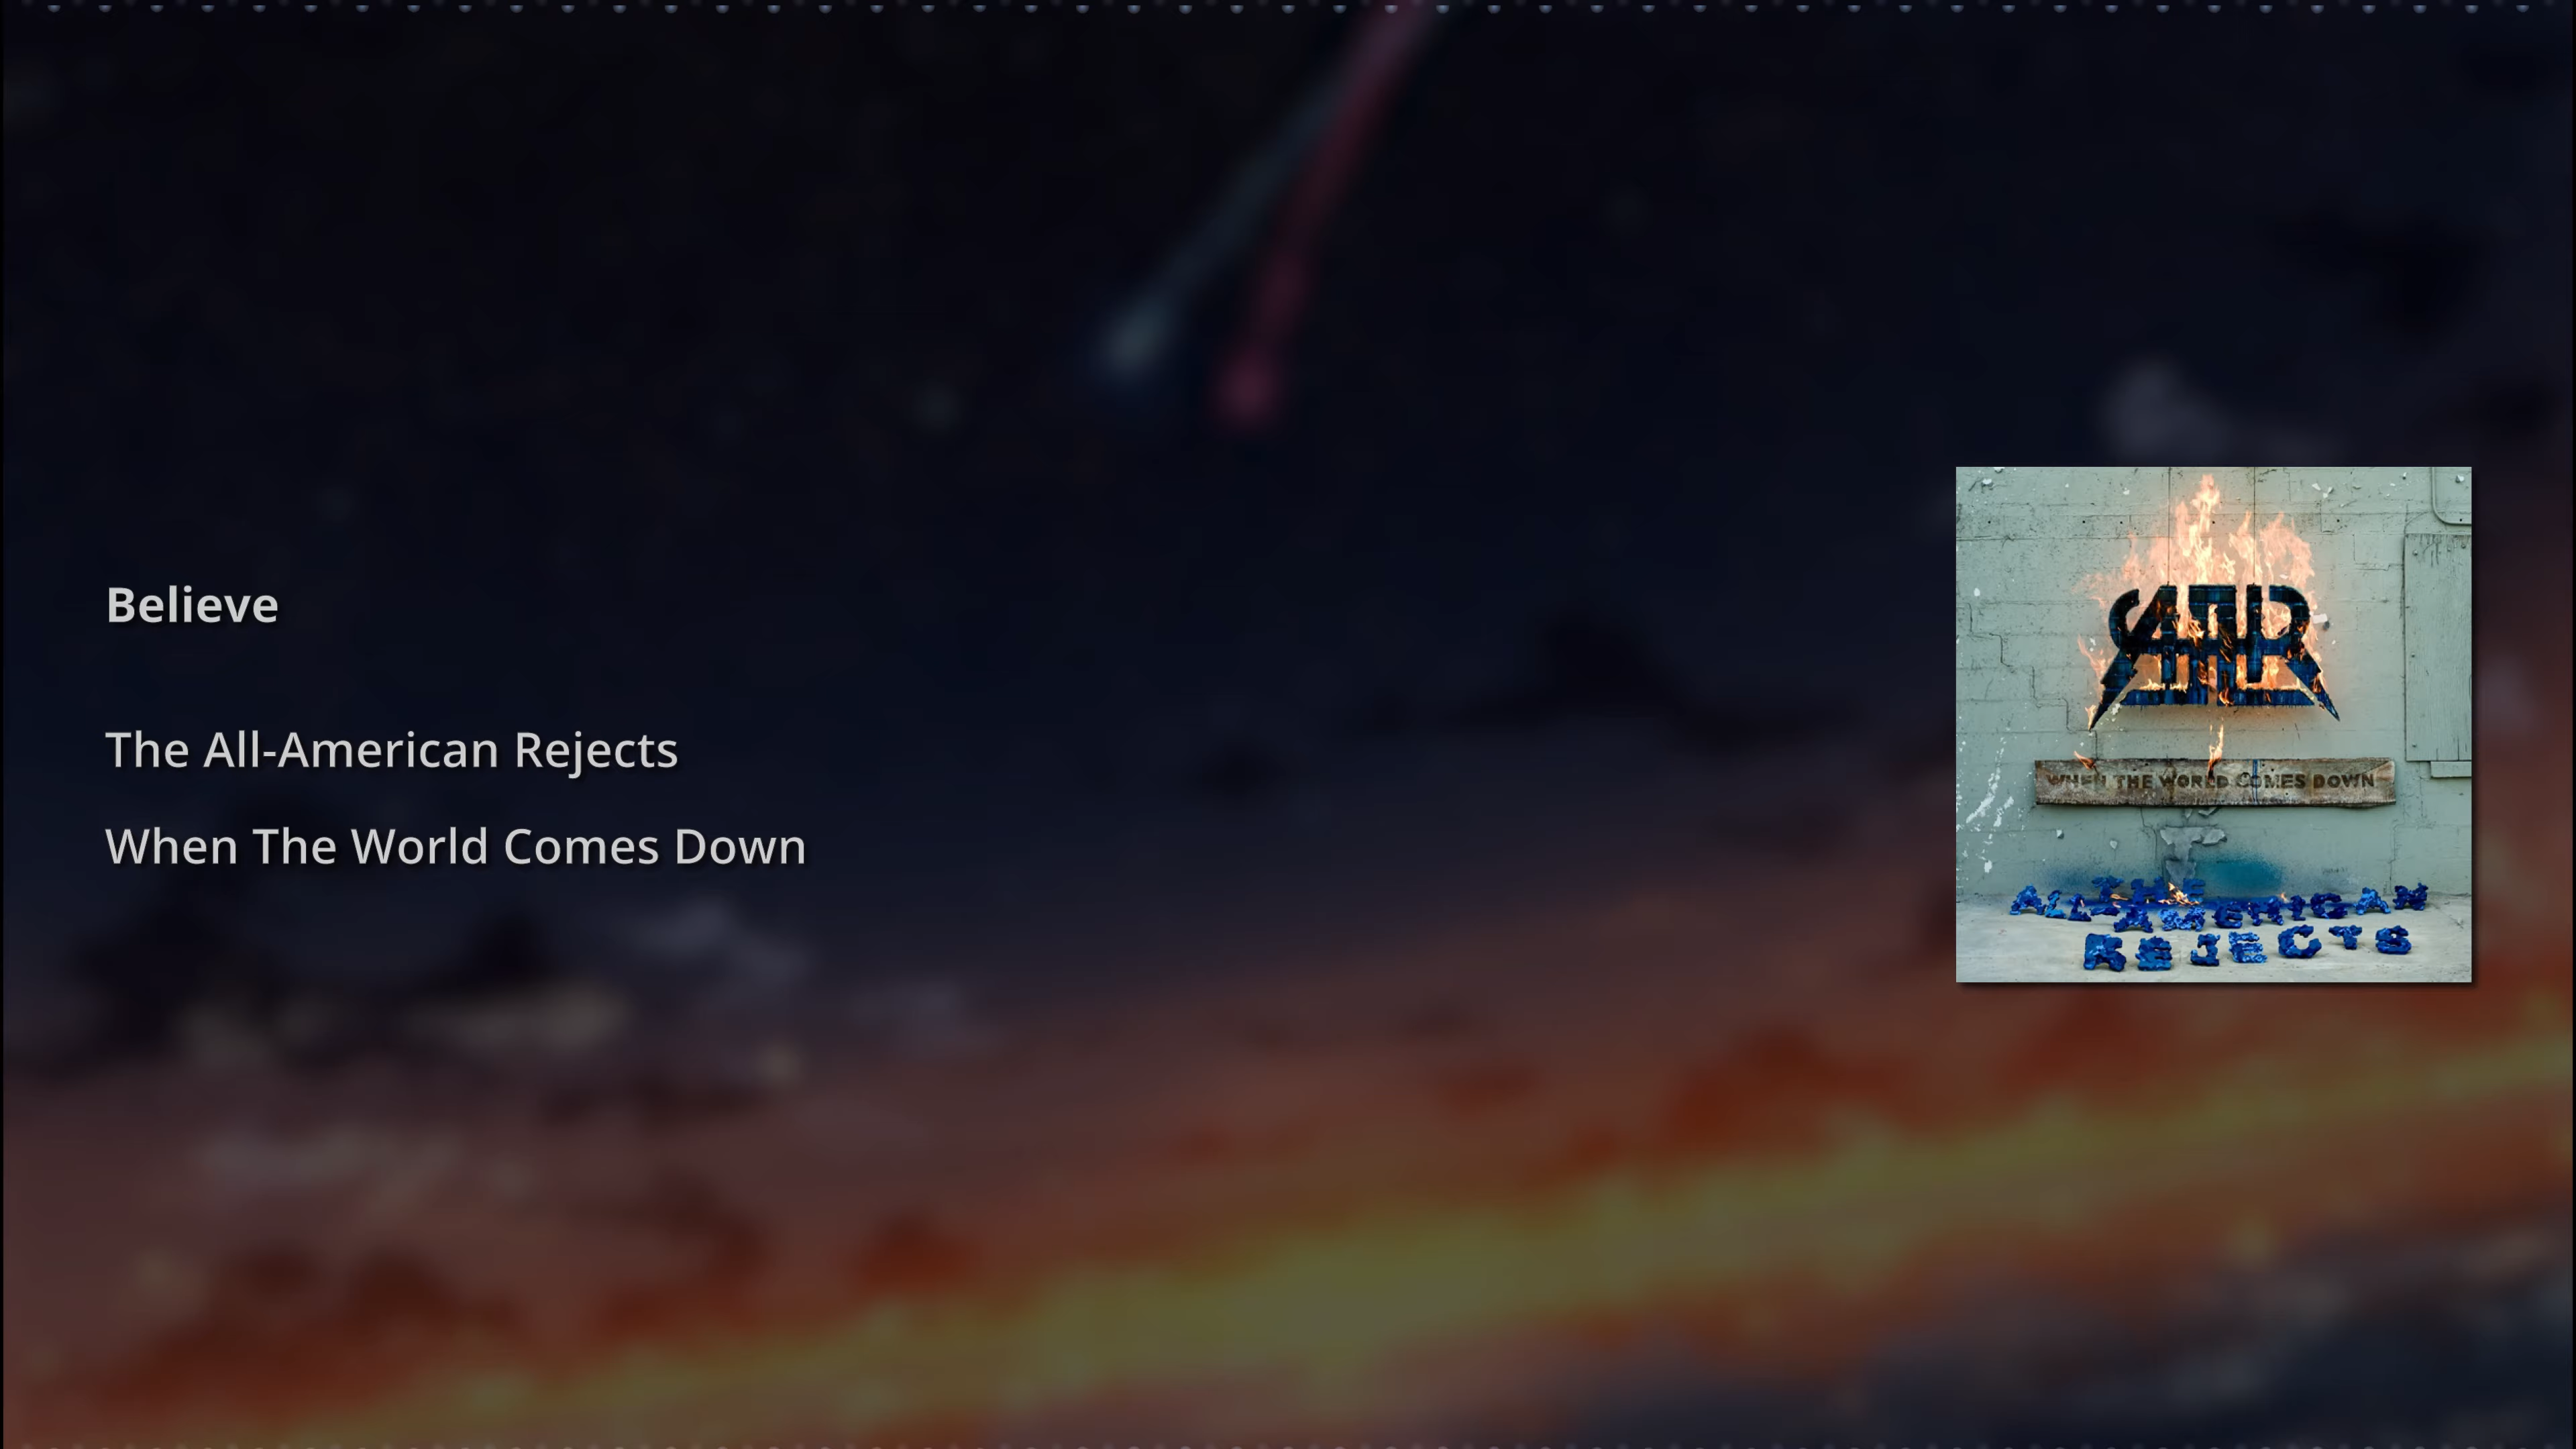 Believe
The All-American Rejects
When The World Comes Down
AAR
WHEN THE WORLD COMES DOWN
THE
ALL-AMERICAN
REJECTS